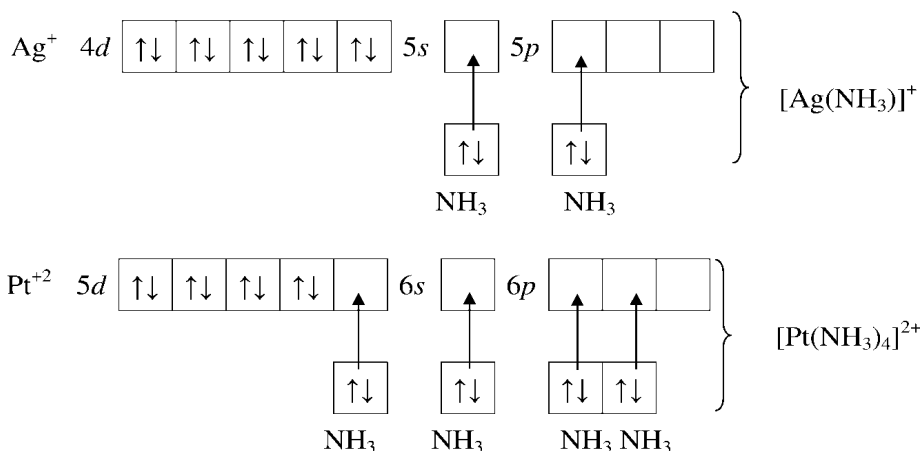 Ag⁺ 4d ↑↓ ↑↓ ↑↓ ↑↓ ↑↓ 5s 5p
[Ag(NH₃)]⁺
↑↓ ↑↓
NH₃ NH₃
Pt⁺² 5d ↑↓ ↑↓ ↑↓ ↑↓ 6s 6p
[Pt(NH₃)₄]²⁺
↑↓ ↑↓ ↑↓ ↑↓
NH₃ NH₃ NH₃ NH₃